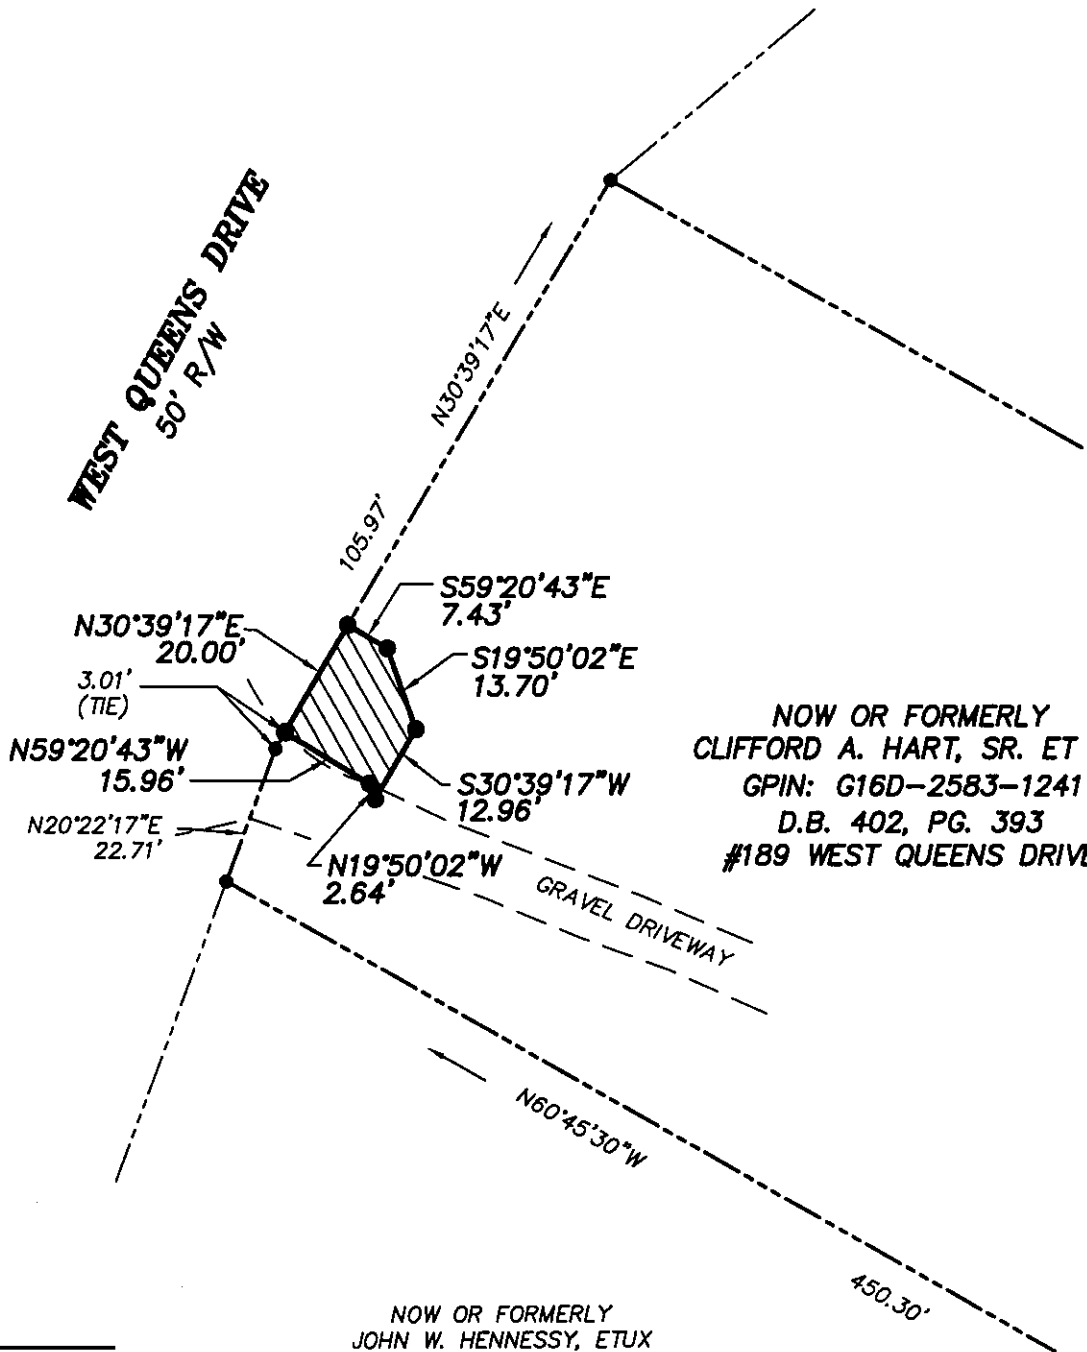 WEST QUEENS DRIVE
50' R/W
N30°39'17"E
105.97'
S59°20'43"E
7.43'
N30°39'17"E
20.00'
S19°50'02"E
13.70'
3.01'
(TIE)
N59°20'43"W
15.96'
S30°39'17"W
12.96'
N20°22'17"E
22.71'
N19°50'02"W
2.64'
NOW OR FORMERLY
CLIFFORD A. HART, SR. ET
GPIN: G16D-2583-1241
D.B. 402, PG. 393
#189 WEST QUEENS DRIVE
GRAVEL DRIVEWAY
N60°45'30"W
450.30'
NOW OR FORMERLY
JOHN W. HENNESSY, ETUX